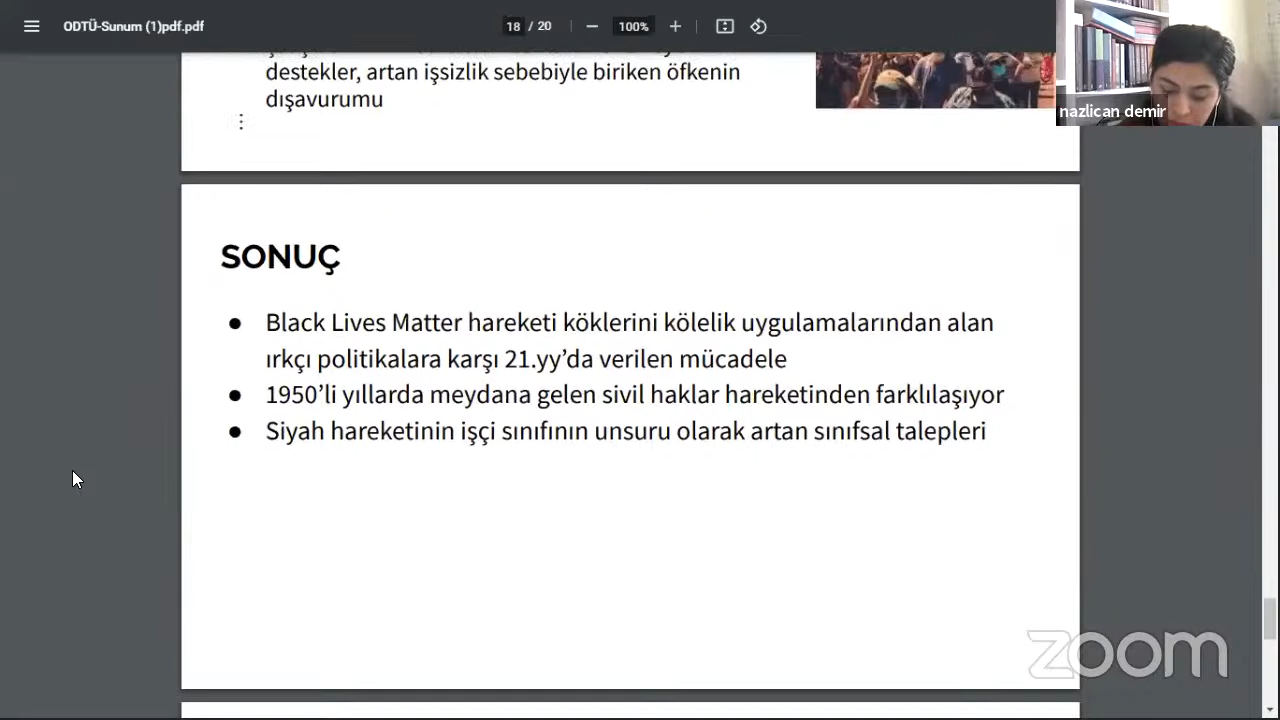 ODTÜ-Sunum (1)pdf.pdf
18 / 20
100%
destekler, artan işsizlik sebebiyle biriken öfkenin
dışavurumu
nazlican demir
SONUÇ
● Black Lives Matter hareketi köklerini kölelik uygulamalarından alan
ırkçı politikalara karşı 21.yy’da verilen mücadele
● 1950’li yıllarda meydana gelen sivil haklar hareketinden farklılaşıyor
● Siyah hareketinin işçi sınıfının unsuru olarak artan sınıfsal talepleri
zoom